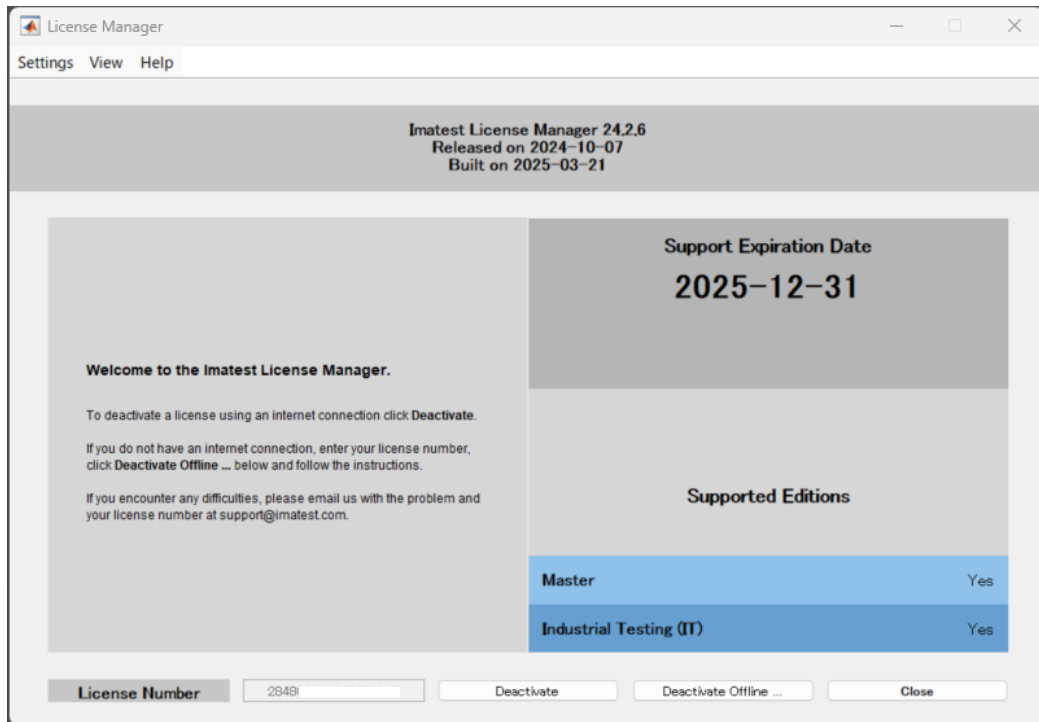 License Manager
Settings View Help
Imatest License Manager 24.2.6
Released on 2024-10-07
Built on 2025-03-21
Welcome to the Imatest License Manager.
To deactivate a license using an internet connection click Deactivate.
If you do not have an internet connection, enter your license number,
click Deactivate Offline ... below and follow the instructions.
If you encounter any difficulties, please email us with the problem and
your license number at support@imatest.com.
Support Expiration Date
2025-12-31
Supported Editions
Master Yes
Industrial Testing (IT) Yes
License Number 2848 Deactivate Deactivate Offline ... Close